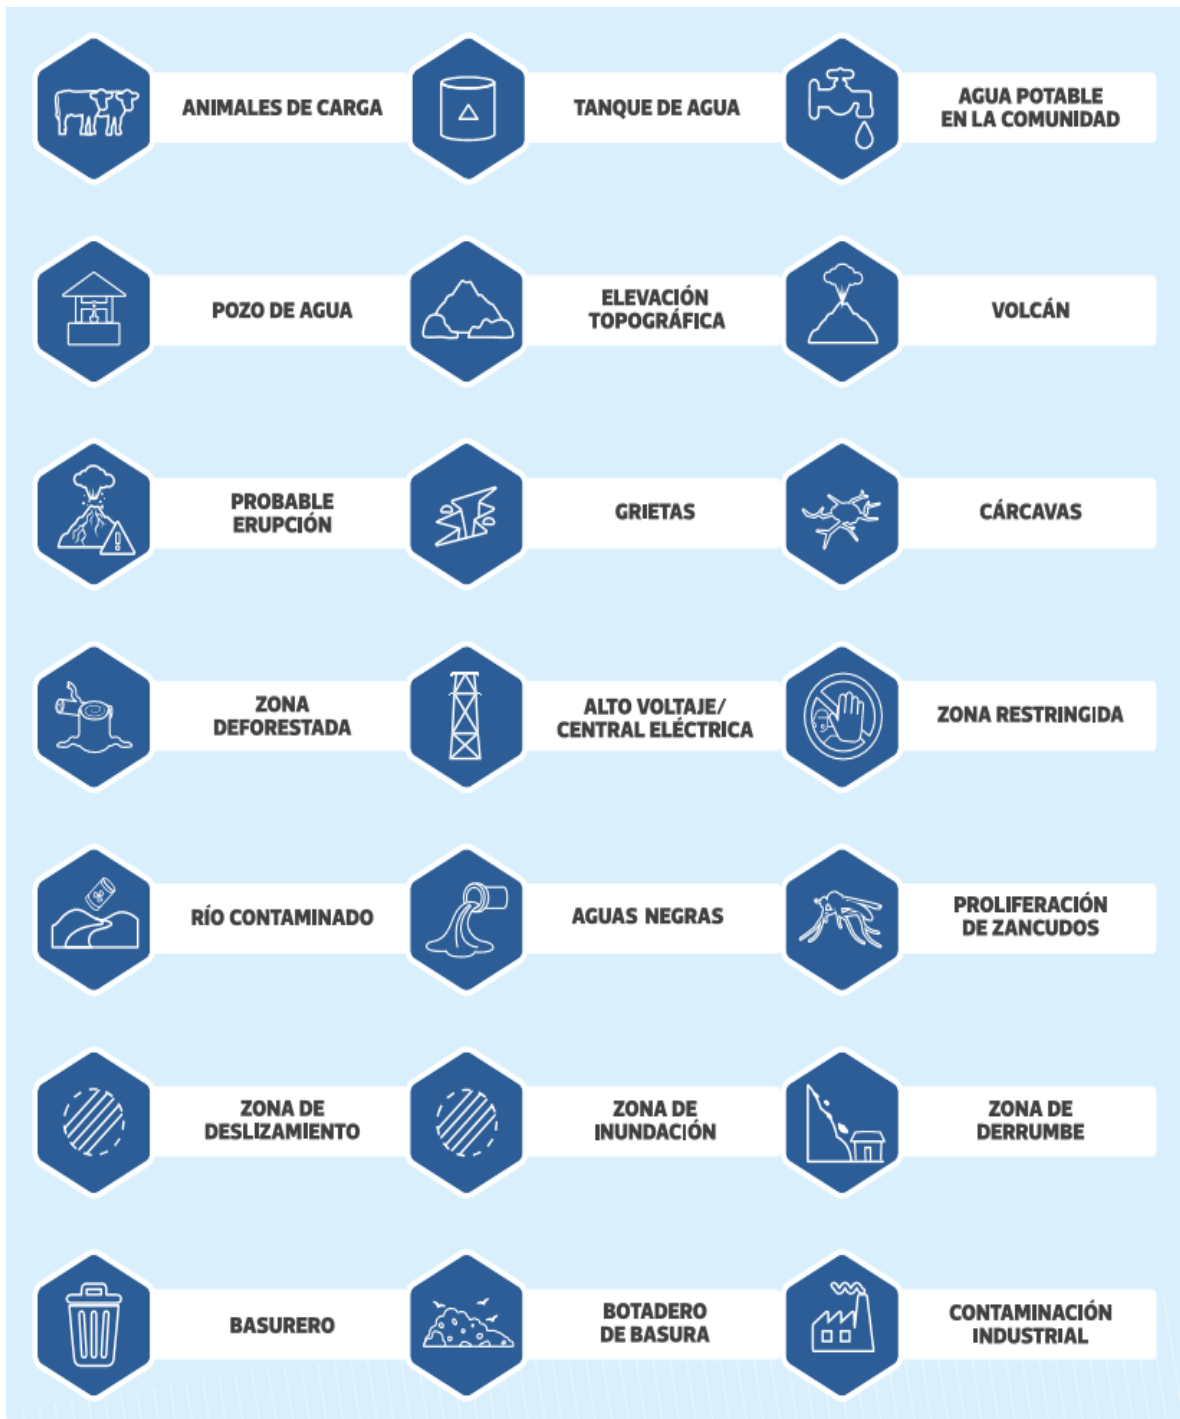 ANIMALES DE CARGA
TANQUE DE AGUA
AGUA POTABLE
EN LA COMUNIDAD
POZO DE AGUA
ELEVACIÓN
TOPOGRÁFICA
VOLCÁN
PROBABLE
ERUPCIÓN
GRIETAS
CÁRCAVAS
ZONA
DEFORESTADA
ALTO VOLTAJE/
CENTRAL ELÉCTRICA
ZONA RESTRINGIDA
RÍO CONTAMINADO
AGUAS NEGRAS
PROLIFERACIÓN
DE ZANCUDOS
ZONA DE
DESLIZAMIENTO
ZONA DE
INUNDACIÓN
ZONA DE
DERRUMBE
BASURERO
BOTADERO
DE BASURA
CONTAMINACIÓN
INDUSTRIAL